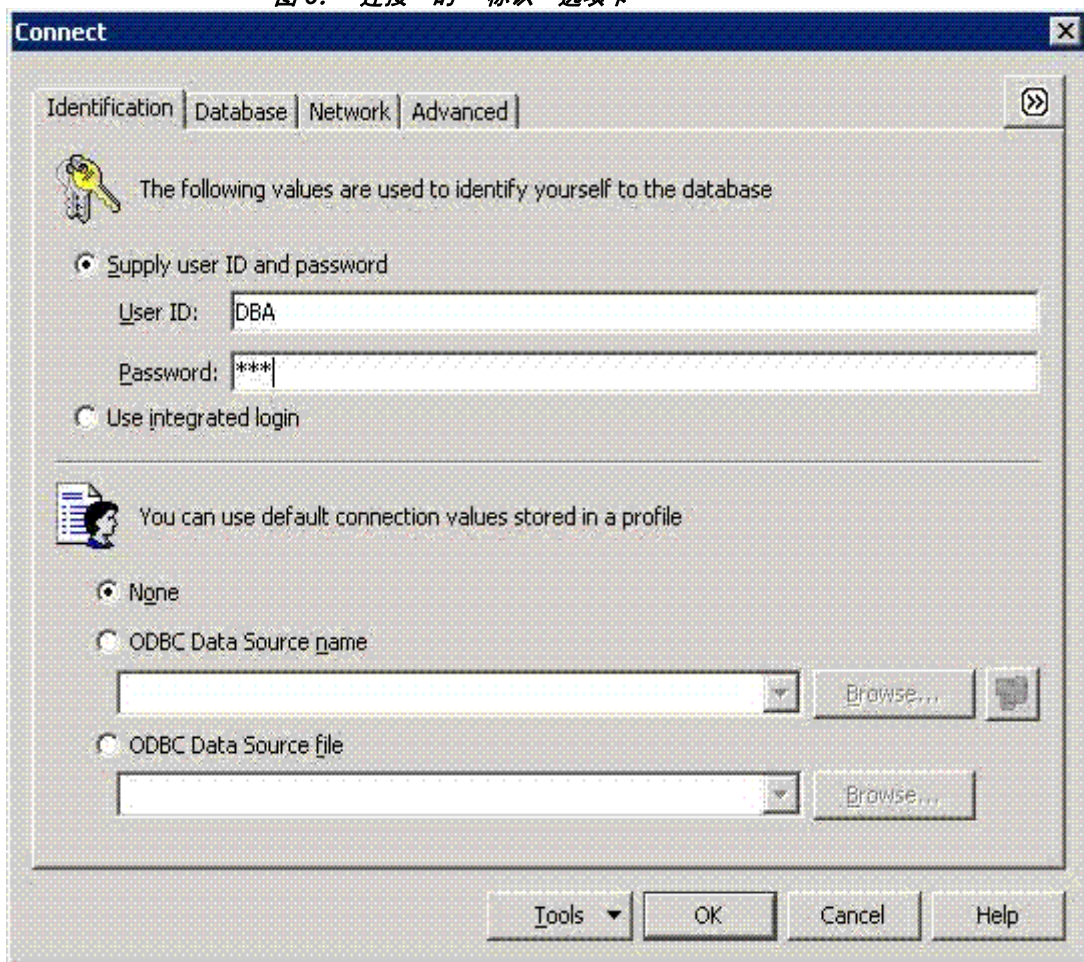 Connect
Identification Database Network Advanced
The following values are used to identify yourself to the database
Supply user ID and password
User ID: DBA
Password: ***
Use integrated login
You can use default connection values stored in a profile
None
ODBC Data Source name
Browse...
ODBC Data Source file
Browse...
Tools OK Cancel Help